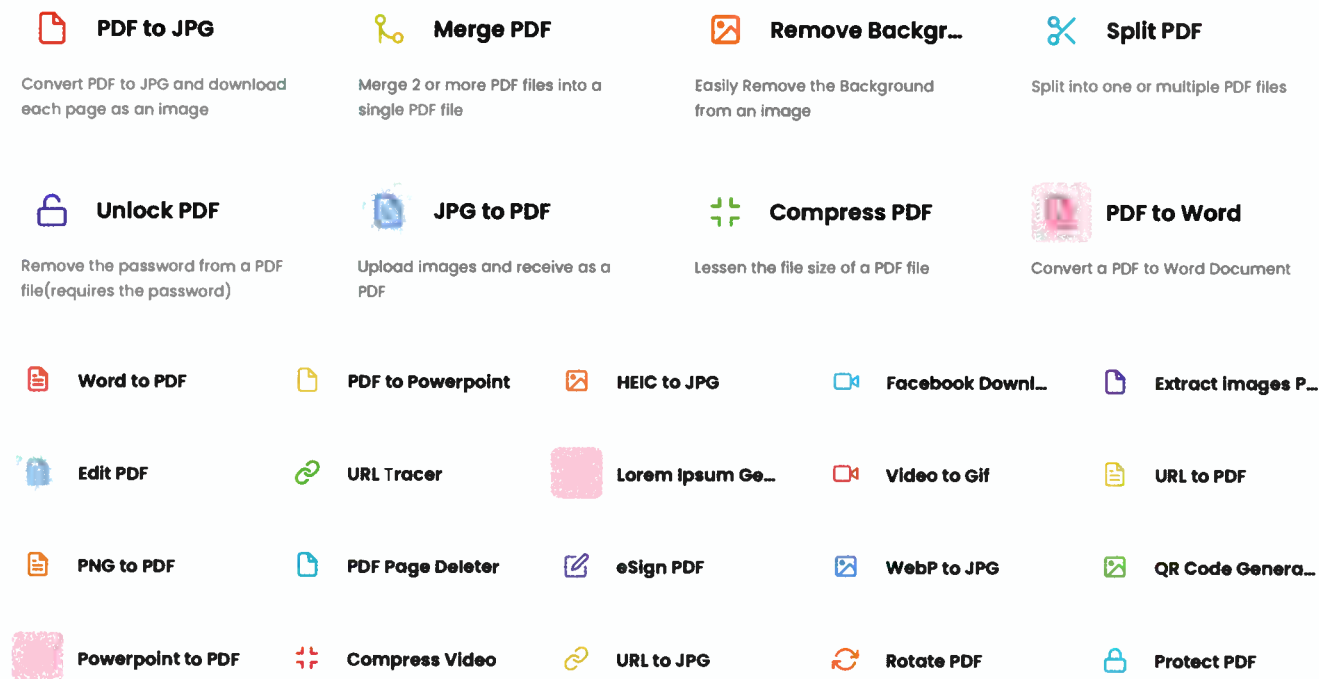 PDF to JPG
Merge PDF
Remove Backgr...
Split PDF
Convert PDF to JPG and download
each page as an image
Merge 2 or more PDF files into a
single PDF file
Easily Remove the Background
from an image
Split into one or multiple PDF files
Unlock PDF
JPG to PDF
Compress PDF
PDF to Word
Remove the password from a PDF
file(requires the password)
Upload images and receive as a
PDF
Lessen the file size of a PDF file
Convert a PDF to Word Document
Word to PDF
PDF to Powerpoint
HEIC to JPG
Facebook Downl...
Extract images P...
Edit PDF
URL Tracer
Lorem Ipsum Ge...
Video to Gif
URL to PDF
PNG to PDF
PDF Page Deleter
eSign PDF
WebP to JPG
QR Code Genera...
Powerpoint to PDF
Compress Video
URL to JPG
Rotate PDF
Protect PDF